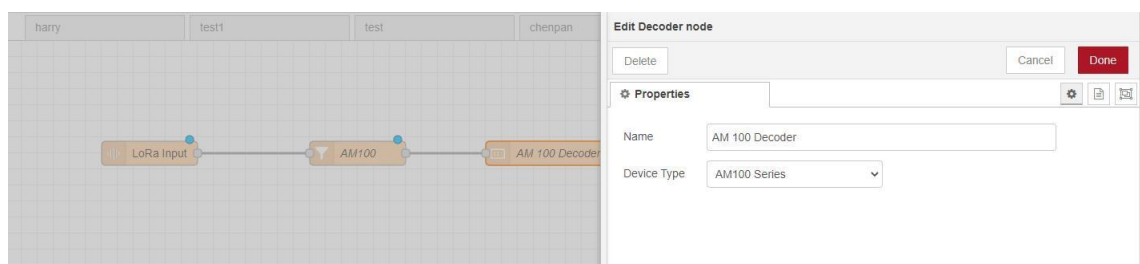 harry test1 test chenpan
LoRa Input AM100 AM 100 Decoder
Edit Decoder node
Delete Cancel Done
Properties
Name AM 100 Decoder
Device Type AM100 Series